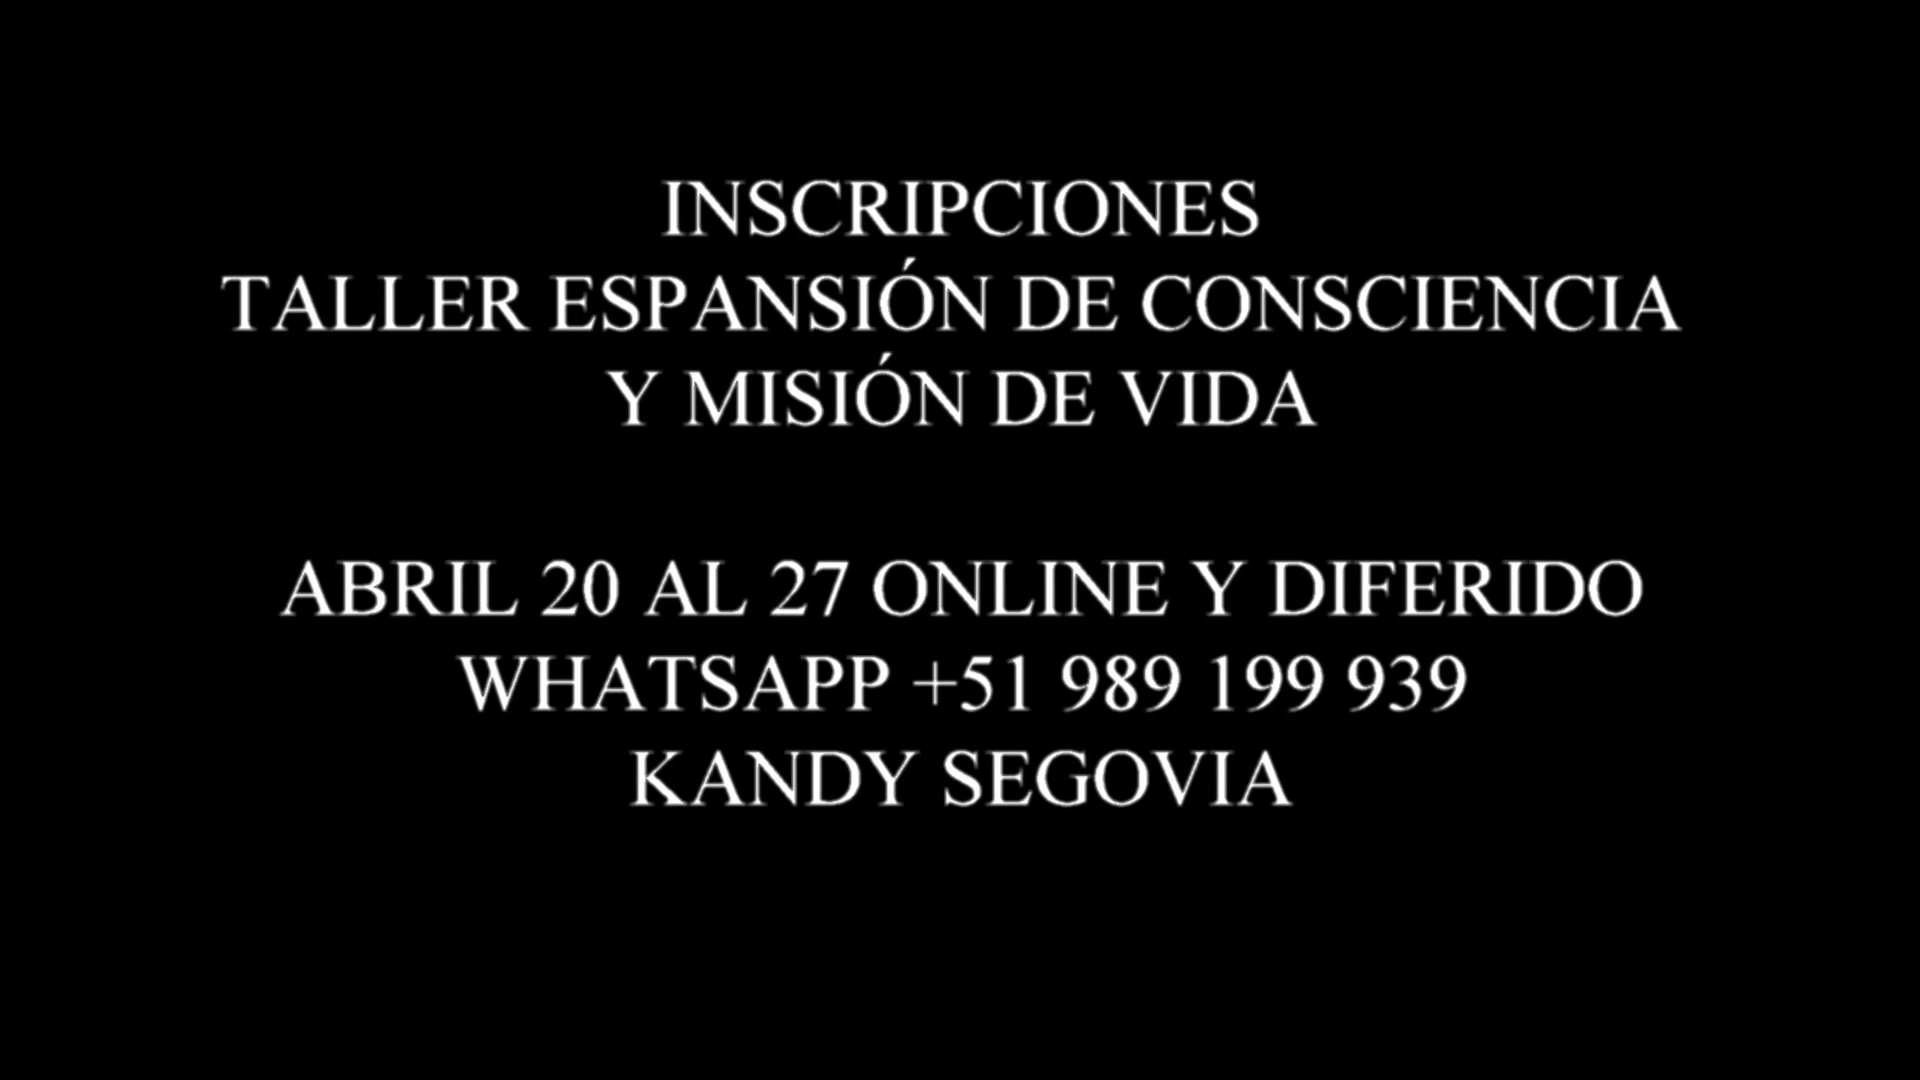 INSCRIPCIONES
TALLER ESPANSIÓN DE CONSCIENCIA
Y MISIÓN DE VIDA
ABRIL 20 AL 27 ONLINE Y DIFERIDO
WHATSAPP +51 989 199 939
KANDY SEGOVIA